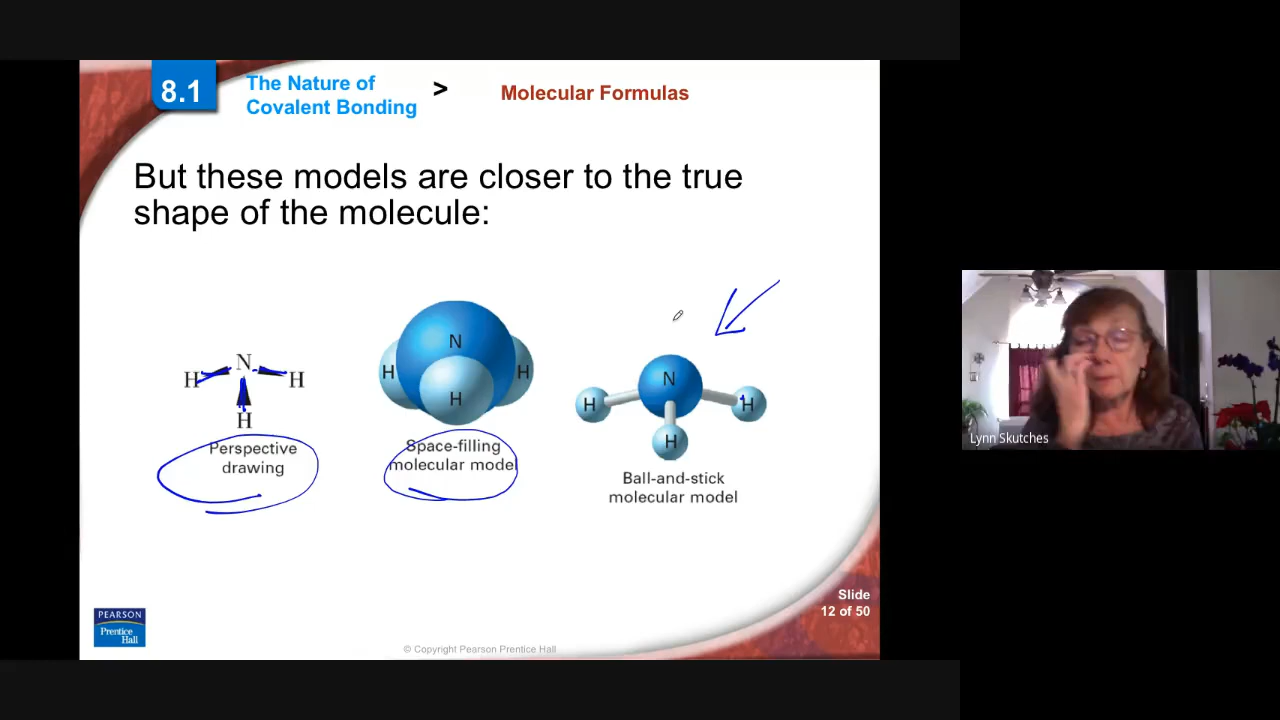 8.1
The Nature of
Covalent Bonding
>
Molecular Formulas
But these models are closer to the true
shape of the molecule:
N
H H
H
Perspective
drawing
N
H H
H
Space-filling
molecular model
N
H H
H
Ball-and-stick
molecular model
Lynn Skutches
Slide
12 of 50
PEARSON
Prentice
Hall
© Copyright Pearson Prentice Hall